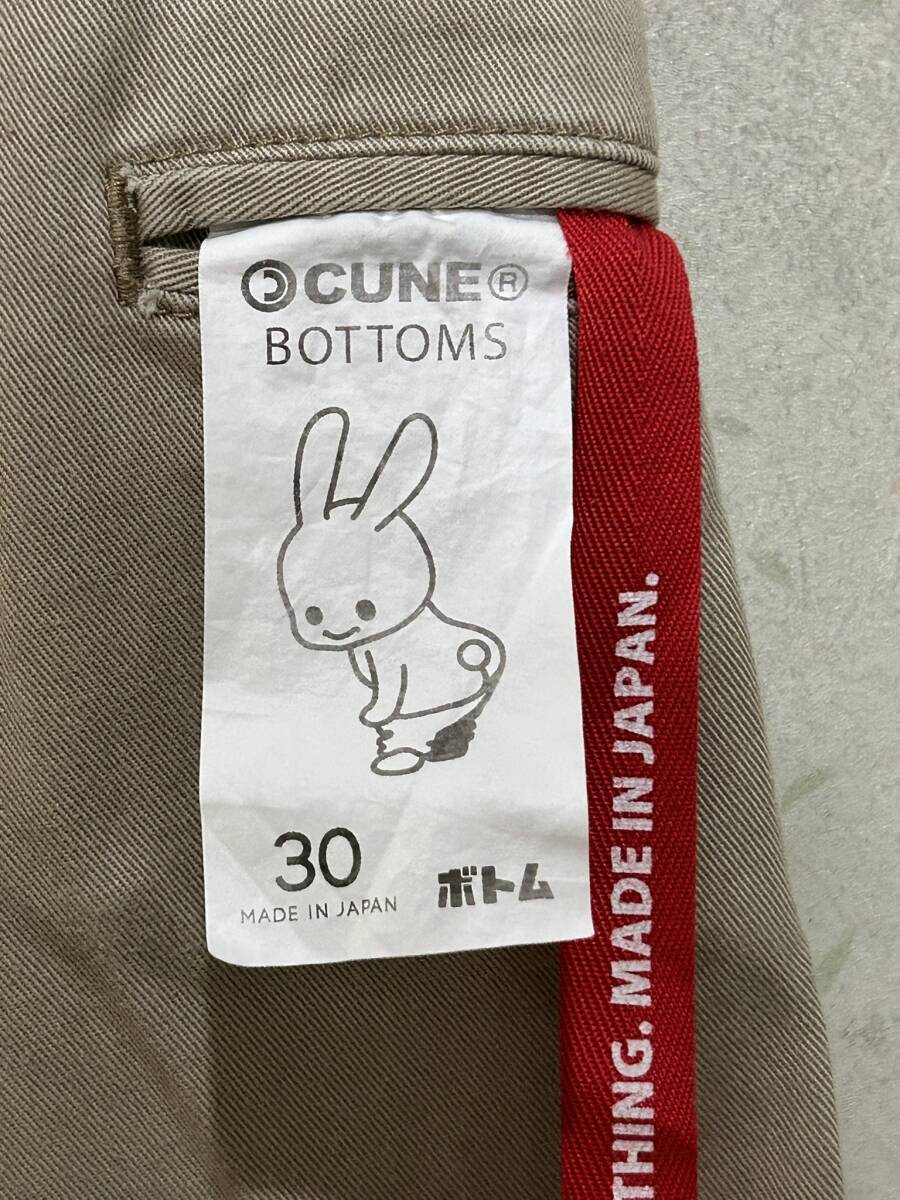 CUNE®
BOTTOMS
30
MADE IN JAPAN
ボトム
THING. MADE IN JAPAN.